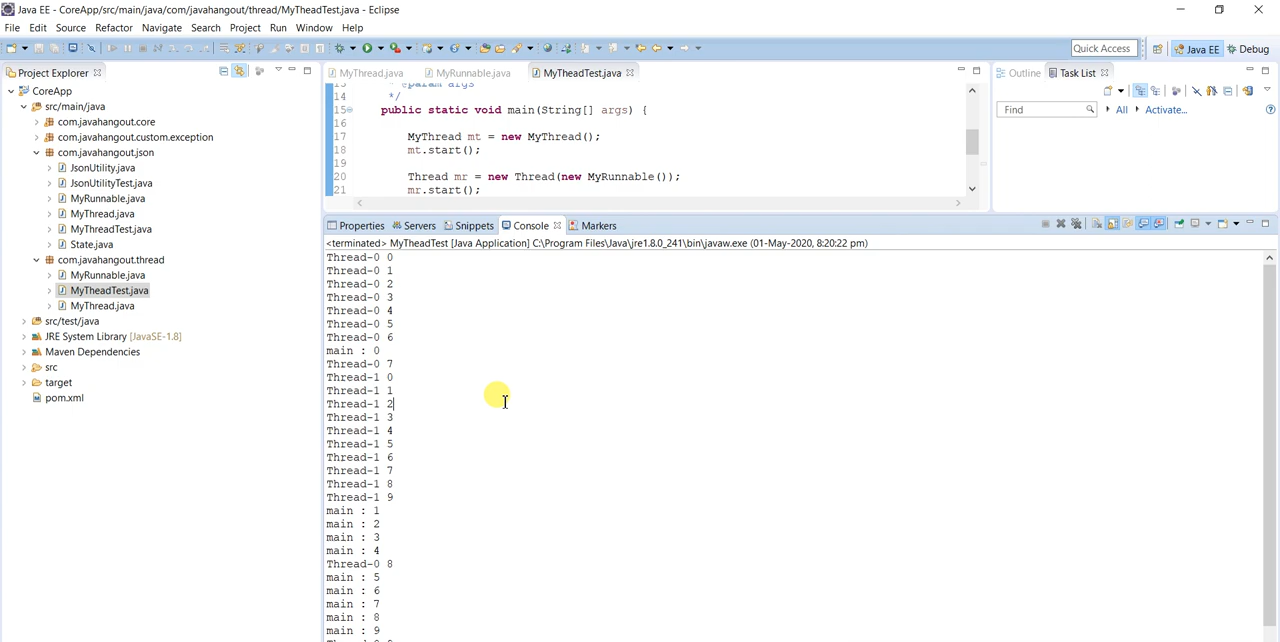 Java EE - CoreApp/src/main/java/com/javahangout/thread/MyTheadTest.java - Eclipse
File Edit Source Refactor Navigate Search Project Run Window Help
Quick Access Java EE Debug
Project Explorer
CoreApp
src/main/java
com.javahangout.core
com.javahangout.custom.exception
com.javahangout.json
JsonUtility.java
JsonUtilityTest.java
MyRunnable.java
MyThread.java
MyThreadTest.java
State.java
com.javahangout.thread
MyRunnable.java
MyTheadTest.java
MyThread.java
src/test/java
JRE System Library [JavaSE-1.8]
Maven Dependencies
src
target
pom.xml
MyThread.java MyRunnable.java MyTheadTest.java
13 * @param args
14 */
15 public static void main(String[] args) {
16
17 MyThread mt = new MyThread();
18 mt.start();
19
20 Thread mr = new Thread(new MyRunnable());
21 mr.start();
Outline Task List
Find All Activate...
Properties Servers Snippets Console Markers
<terminated> MyTheadTest [Java Application] C:\Program Files\Java\jre1.8.0_241\bin\javaw.exe (01-May-2020, 8:20:22 pm)
Thread-0 0
Thread-0 1
Thread-0 2
Thread-0 3
Thread-0 4
Thread-0 5
Thread-0 6
main : 0
Thread-0 7
Thread-1 0
Thread-1 1
Thread-1 2
Thread-1 3
Thread-1 4
Thread-1 5
Thread-1 6
Thread-1 7
Thread-1 8
Thread-1 9
main : 1
main : 2
main : 3
main : 4
Thread-0 8
main : 5
main : 6
main : 7
main : 8
main : 9